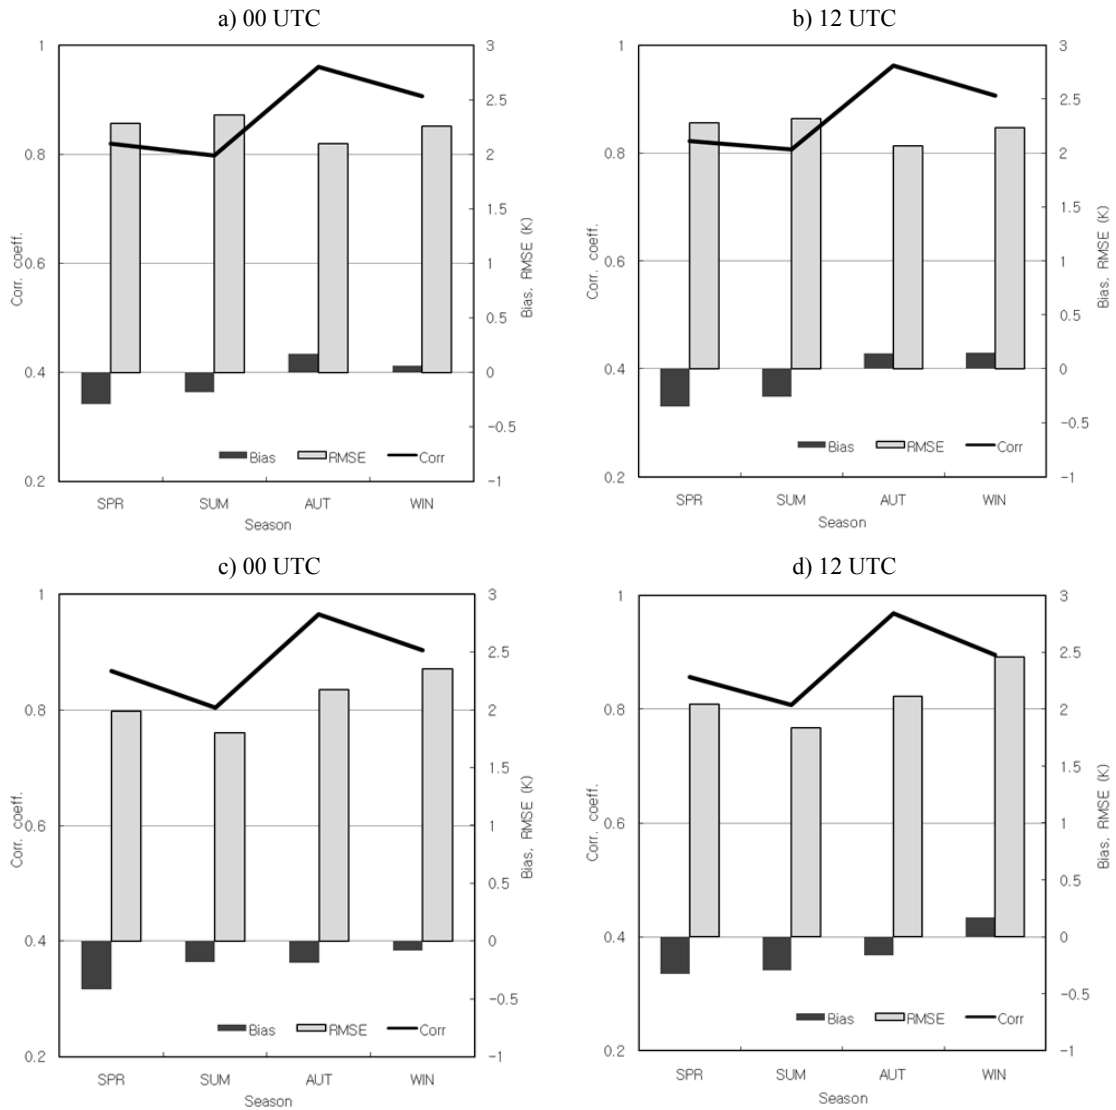 a) 00 UTC
1
0.8
0.6
0.4
0.2
Corr. coeff.
3
2.5
2
1.5
1
0.5
0
-0.5
-1
Bias, RMSE (K)
Bias RMSE Corr
SPR SUM AUT WIN
Season
b) 12 UTC
1
0.8
0.6
0.4
0.2
Corr. coeff.
3
2.5
2
1.5
1
0.5
0
-0.5
-1
Bias, RMSE (K)
Bias RMSE Corr
SPR SUM AUT WIN
Season
c) 00 UTC
1
0.8
0.6
0.4
0.2
Corr. coeff.
3
2.5
2
1.5
1
0.5
0
-0.5
-1
Bias, RMSE (K)
Bias RMSE Corr
SPR SUM AUT WIN
Season
d) 12 UTC
1
0.8
0.6
0.4
0.2
Corr. coeff.
3
2.5
2
1.5
1
0.5
0
-0.5
-1
Bias, RMSE (K)
Bias RMSE Corr
SPR SUM AUT WIN
Season